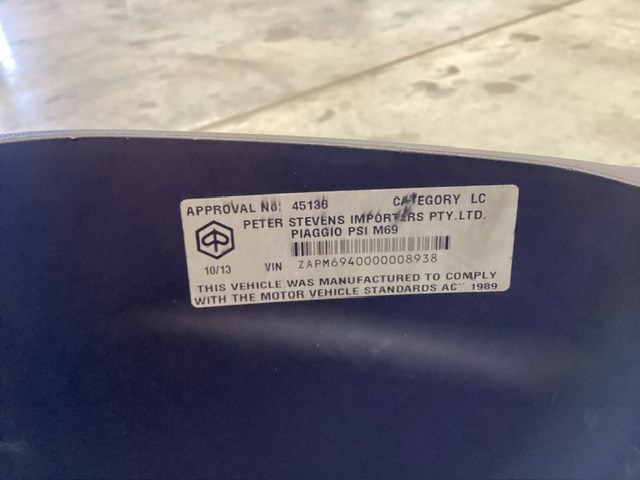 APPROVAL No: 45136 CATEGORY LC
PETER STEVENS IMPORTERS PTY.LTD.
PIAGGIO PSI M69
10/13 VIN ZAPM6940000008938
THIS VEHICLE WAS MANUFACTURED TO COMPLY
WITH THE MOTOR VEHICLE STANDARDS AC 1989